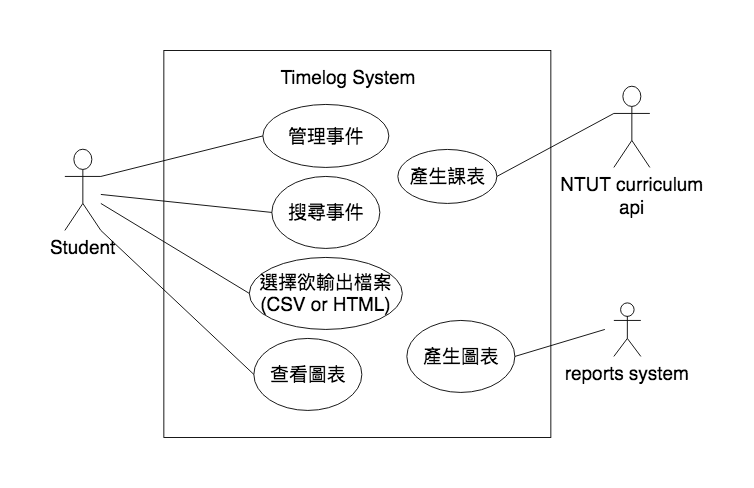 Timelog System
管理事件
產生課表
NTUT curriculum
api
搜尋事件
Student
選擇欲輸出檔案
(CSV or HTML)
產生圖表
查看圖表
reports system